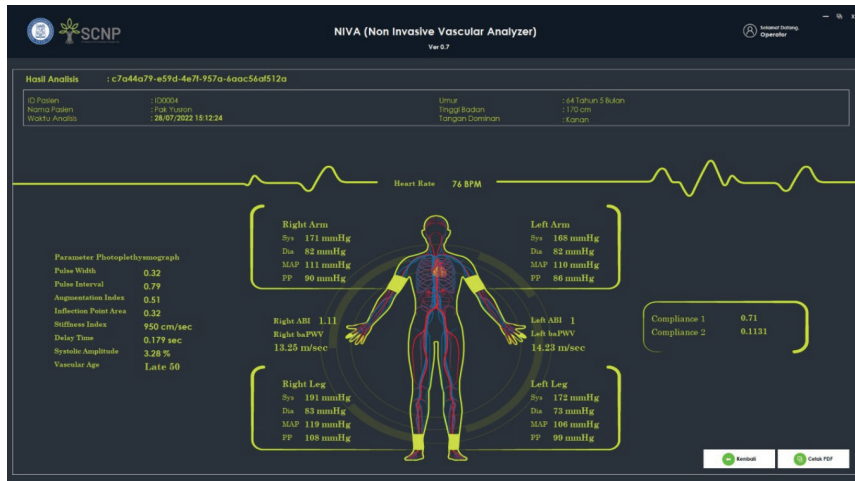 SCNP
NIVA (Non Invasive Vascular Analyzer)
Ver 0.7
Selamat Datang,
Operator
Hasil Analisis : c7a44a79-e59d-4e7f-957a-6aac56af512a
ID Pasien : ID0004
Nama Pasien : Pak Yusron
Waktu Analisis : 28/07/2022 15:12:24
Umur : 64 Tahun 5 Bulan
Tinggi Badan : 170 cm
Tangan Dominan : Kanan
Heart Rate 76 BPM
Parameter Photoplethysmograph
Pulse Width 0.32
Pulse Interval 0.79
Augmentation Index 0.51
Inflection Point Area 0.32
Stiffness Index 950 cm/sec
Delay Time 0.179 sec
Systolic Amplitude 3.28 %
Vascular Age Late 50
Right Arm
Sys 171 mmHg
Dia 82 mmHg
MAP 111 mmHg
PP 90 mmHg
Left Arm
Sys 168 mmHg
Dia 82 mmHg
MAP 110 mmHg
PP 86 mmHg
Right ABI 1.11
Right baPWV
13.25 m/sec
Left ABI 1
Left baPWV
14.23 m/sec
Compliance 1 0.71
Compliance 2 0.1131
Right Leg
Sys 191 mmHg
Dia 83 mmHg
MAP 119 mmHg
PP 108 mmHg
Left Leg
Sys 172 mmHg
Dia 73 mmHg
MAP 106 mmHg
PP 99 mmHg
Kembali
Cetak PDF